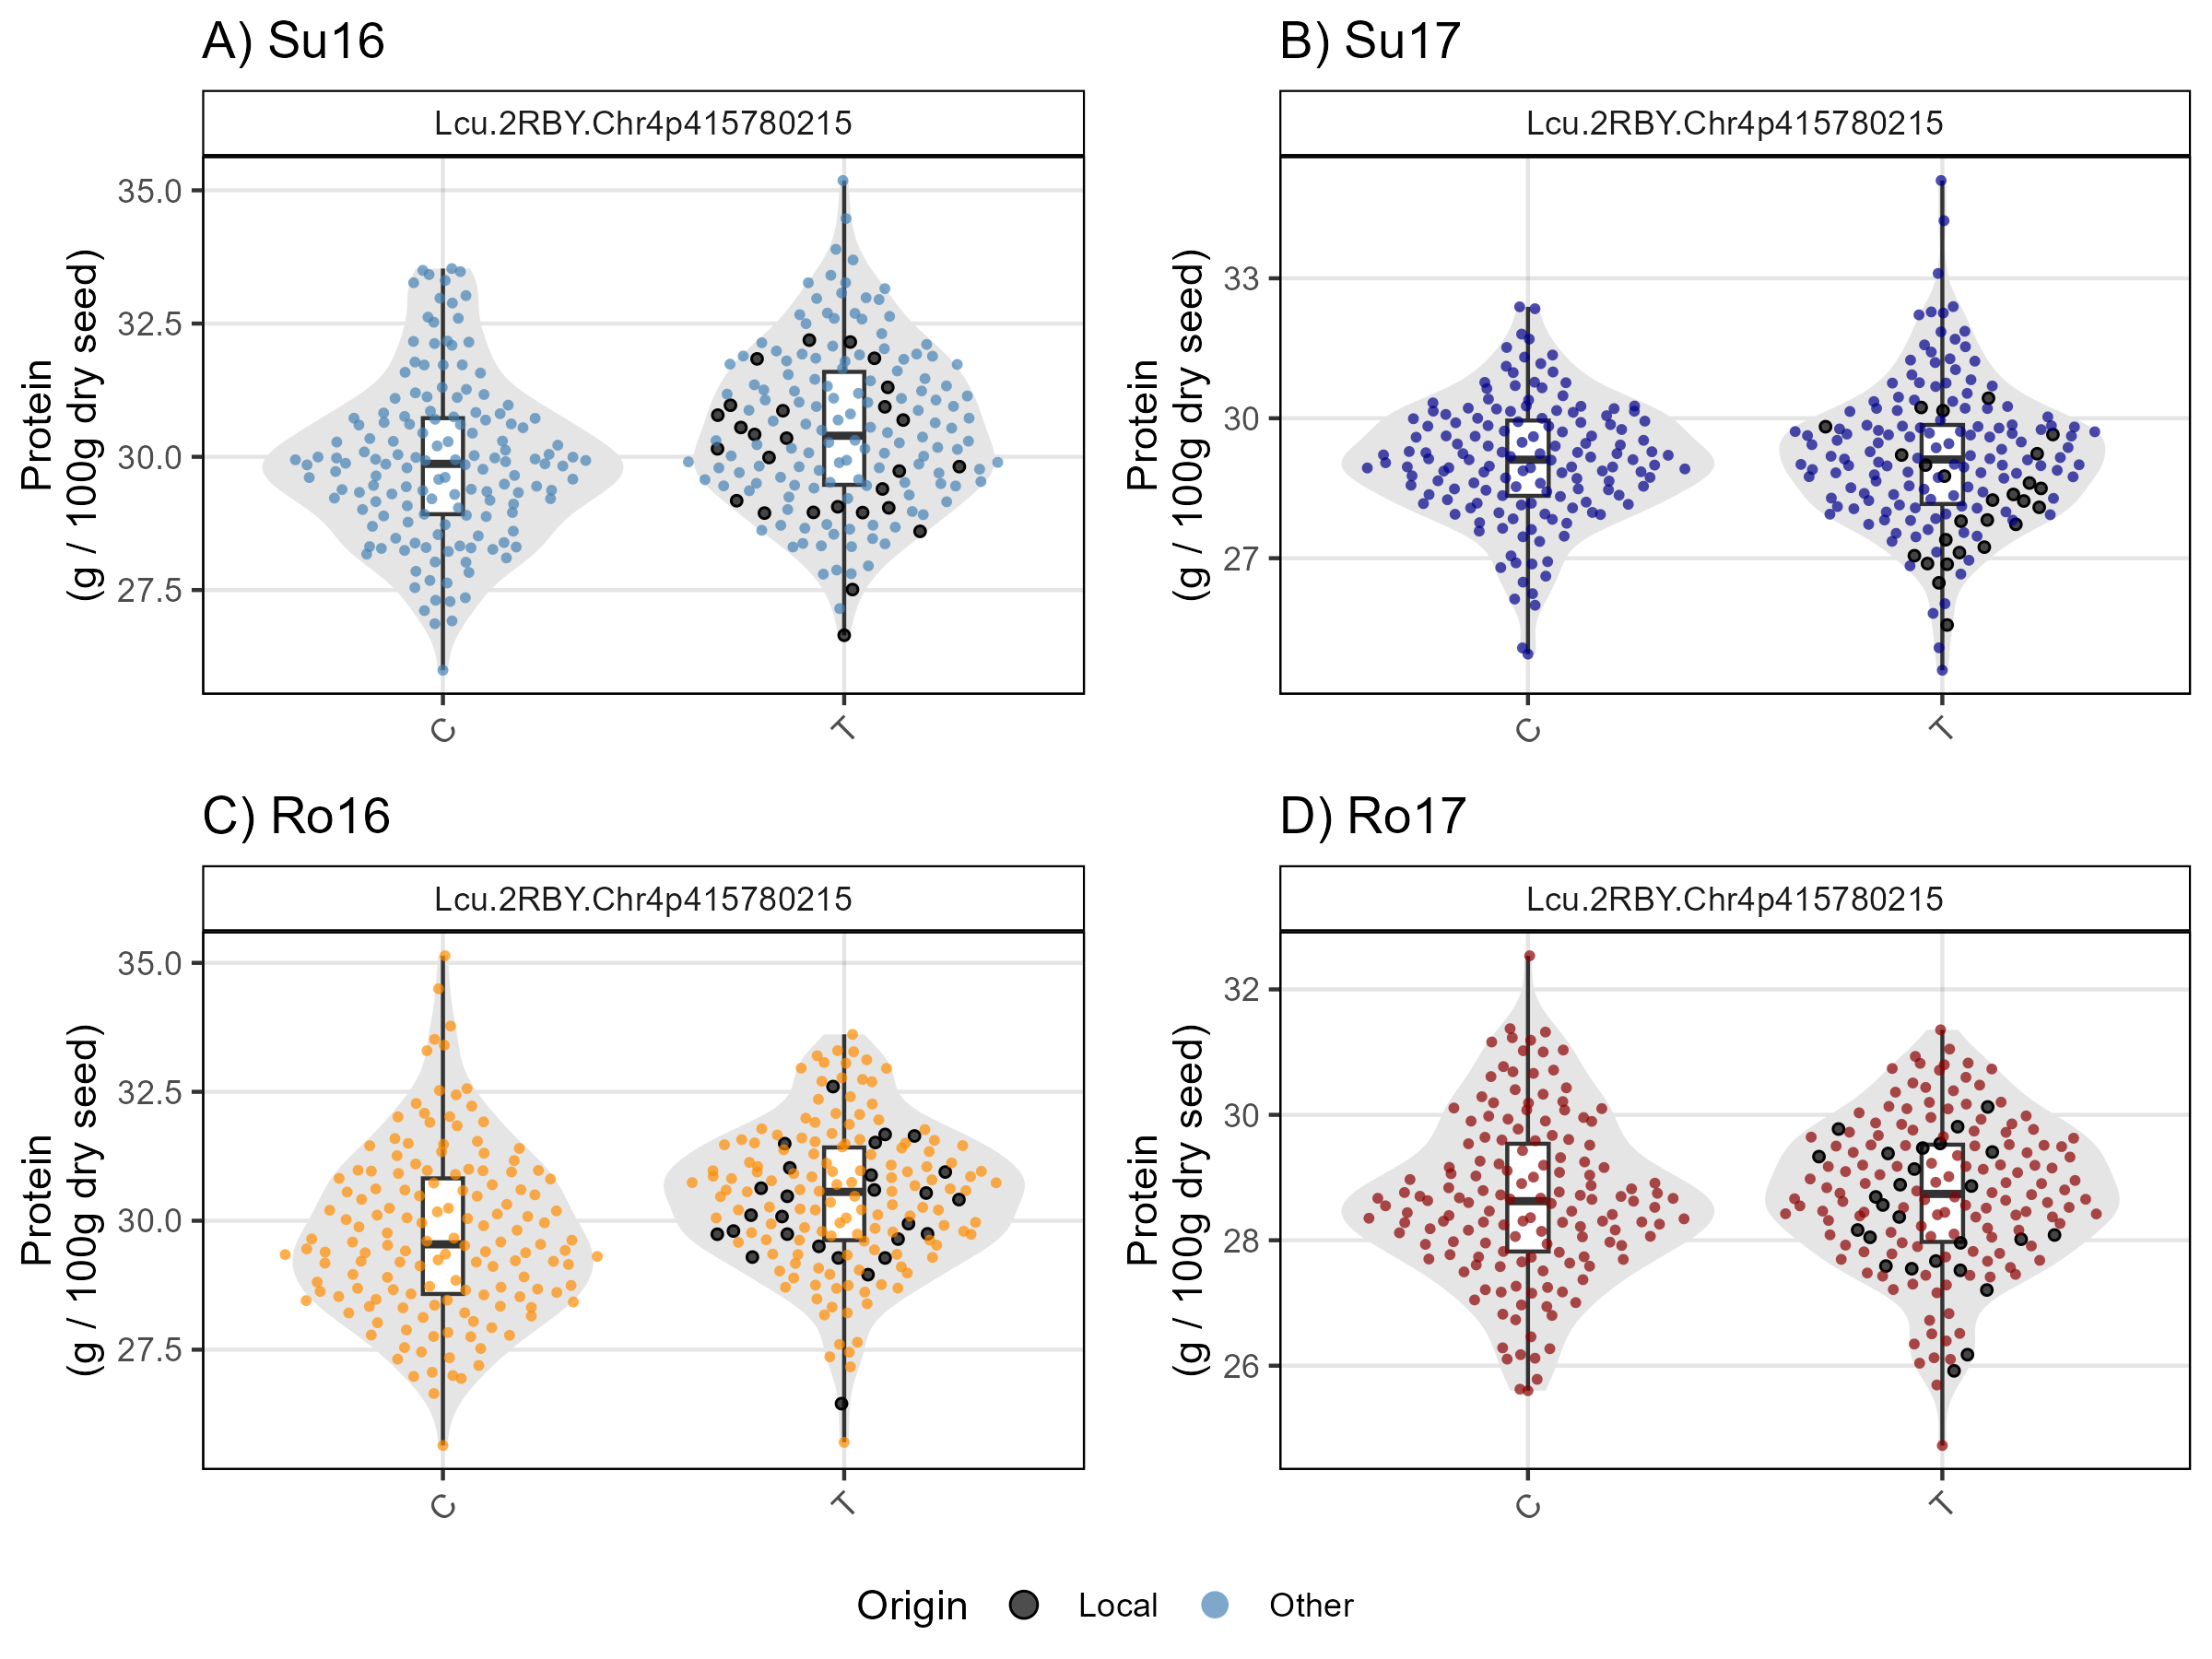 A) Su16
Lcu.2RBY.Chr4p415780215
Protein
(g / 100g dry seed)
35.0
32.5
30.0
27.5
C
T
B) Su17
Lcu.2RBY.Chr4p415780215
Protein
(g / 100g dry seed)
33
30
27
C
T
C) Ro16
Lcu.2RBY.Chr4p415780215
Protein
(g / 100g dry seed)
35.0
32.5
30.0
27.5
C
T
D) Ro17
Lcu.2RBY.Chr4p415780215
Protein
(g / 100g dry seed)
32
30
28
26
C
T
Origin Local Other